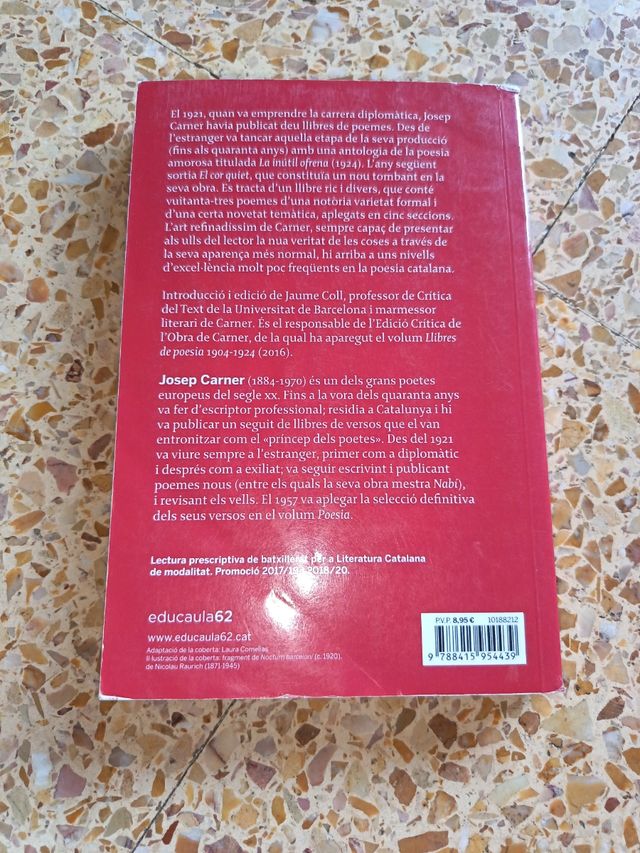 El 1921, quan va emprendre la carrera diplomàtica, Josep
Carner havia publicat deu llibres de poemes. Des de
l'estranger va tancar aquella etapa de la seva producció
(fins als quaranta anys) amb una antologia de la poesia
amorosa titulada La inútil ofrena (1924). L'any següent
sortia El cor quiet, que constituïa un nou tombant en la
seva obra. Es tracta d'un llibre ric i divers, que conté
vuitanta-tres poemes d'una notòria varietat formal i
d'una certa novetat temàtica, aplegats en cinc seccions.
L'art refinadíssim de Carner, sempre capaç de presentar
als ulls del lector la nua veritat de les coses a través de
la seva aparença més normal, hi arriba a uns nivells
d'excel·lència molt poc freqüents en la poesia catalana.
Introducció i edició de Jaume Coll, professor de Crítica
del Text de la Universitat de Barcelona i marmessor
literari de Carner. És el responsable de l'Edició Crítica de
l'Obra de Carner, de la qual ha aparegut el volum Llibres
de poesia 1904-1924 (2016).
Josep Carner (1884-1970) és un dels grans poetes
europeus del segle XX. Fins a la vora dels quaranta anys
va fer d'escriptor professional; residia a Catalunya i hi
va publicar un seguit de llibres de versos que el van
entronitzar com el «príncep dels poetes». Des del 1921
va viure sempre a l'estranger, primer com a diplomàtic
i després com a exiliat; va seguir escrivint i publicant
poemes nous (entre els quals la seva obra mestra Nabí),
i revisant els vells. El 1957 va aplegar la selecció definitiva
dels seus versos en el volum Poesia.
Lectura prescriptiva de batxillerat per a Literatura Catalana
de modalitat. Promoció 2017/19 2018/20.
educaula62
www.educaula62.cat
Adaptació de la coberta: Laura Comellas
Il·lustració de la coberta: fragment de Nocturn barceloní (c. 1920),
de Nicolau Raurich (1871-1945)
P.V.P. 8,95 € 10188212
9 788415 954439